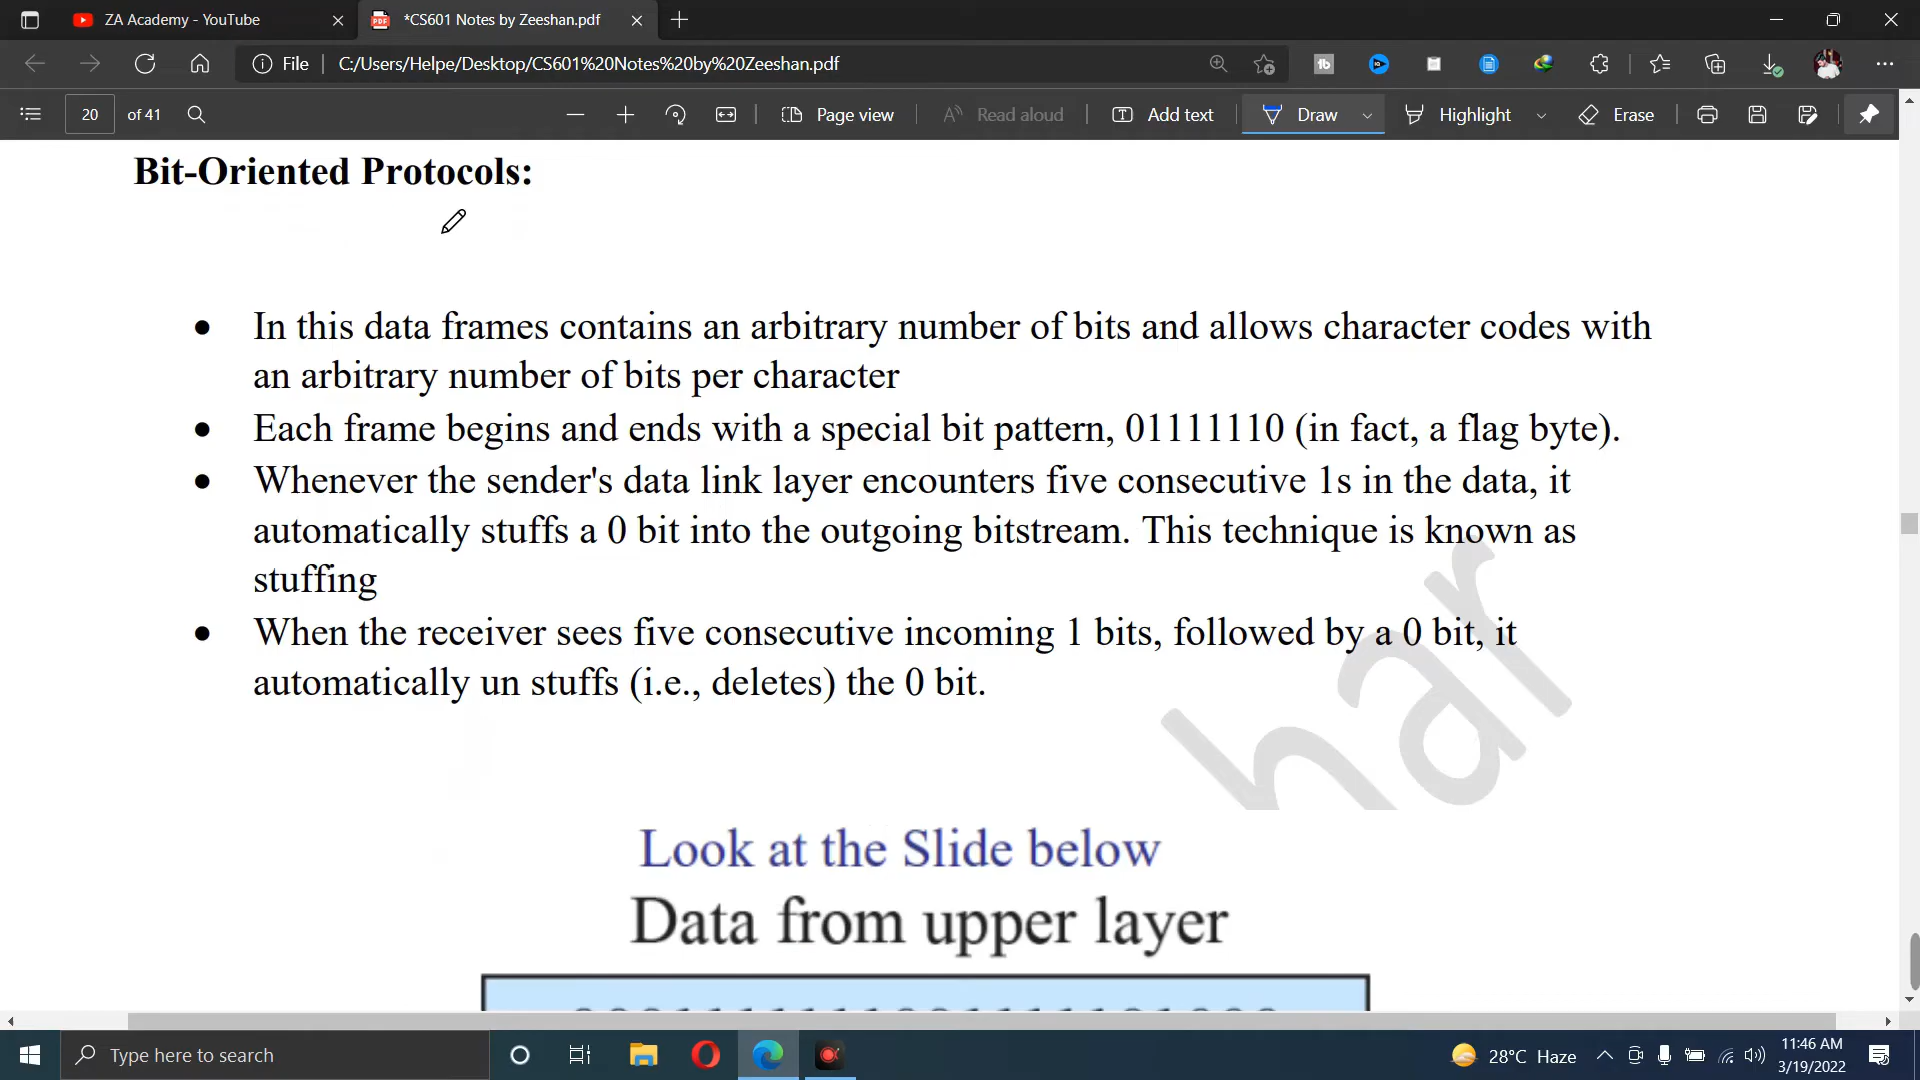 ZA Academy - YouTube
*CS601 Notes by Zeeshan.pdf
File
C:/Users/Helpe/Desktop/CS601%20Notes%20by%20Zeeshan.pdf
20 of 41
Page view
Read aloud
Add text
Draw
Highlight
Erase
Bit-Oriented Protocols:
• In this data frames contains an arbitrary number of bits and allows character codes with
an arbitrary number of bits per character
• Each frame begins and ends with a special bit pattern, 01111110 (in fact, a flag byte).
• Whenever the sender's data link layer encounters five consecutive 1s in the data, it
automatically stuffs a 0 bit into the outgoing bitstream. This technique is known as
stuffing
• When the receiver sees five consecutive incoming 1 bits, followed by a 0 bit, it
automatically un stuffs (i.e., deletes) the 0 bit.
har
Look at the Slide below
Data from upper layer
Type here to search
28°C Haze
11:46 AM
3/19/2022